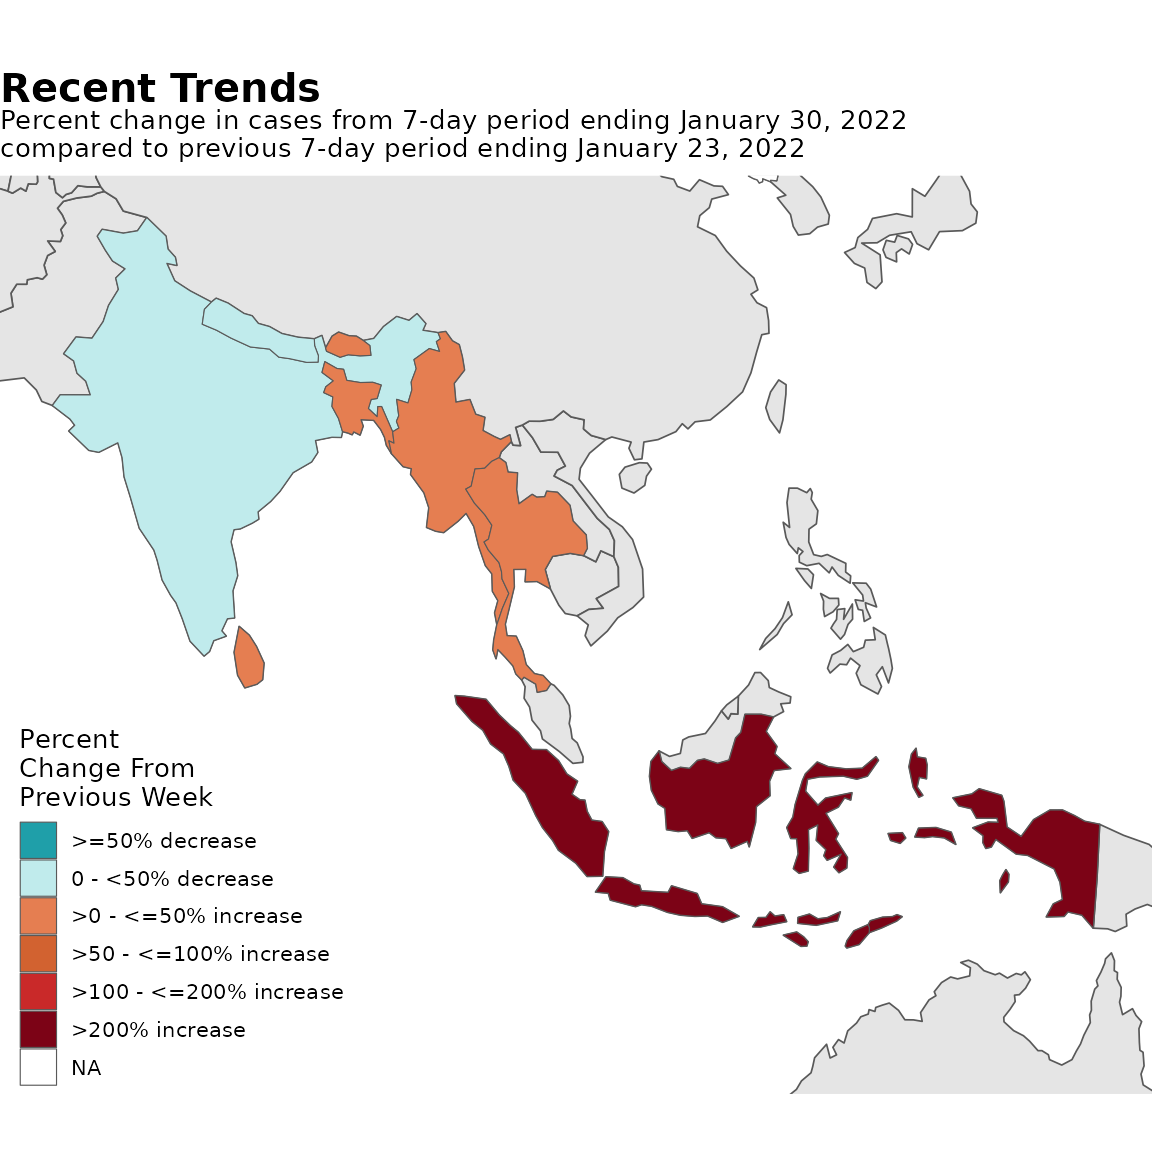 Recent Trends
Percent change in cases from 7-day period ending January 30, 2022
compared to previous 7-day period ending January 23, 2022
Percent
Change From
Previous Week
>=50% decrease
0 - <50% decrease
>0 - <=50% increase
>50 - <=100% increase
>100 - <=200% increase
>200% increase
NA